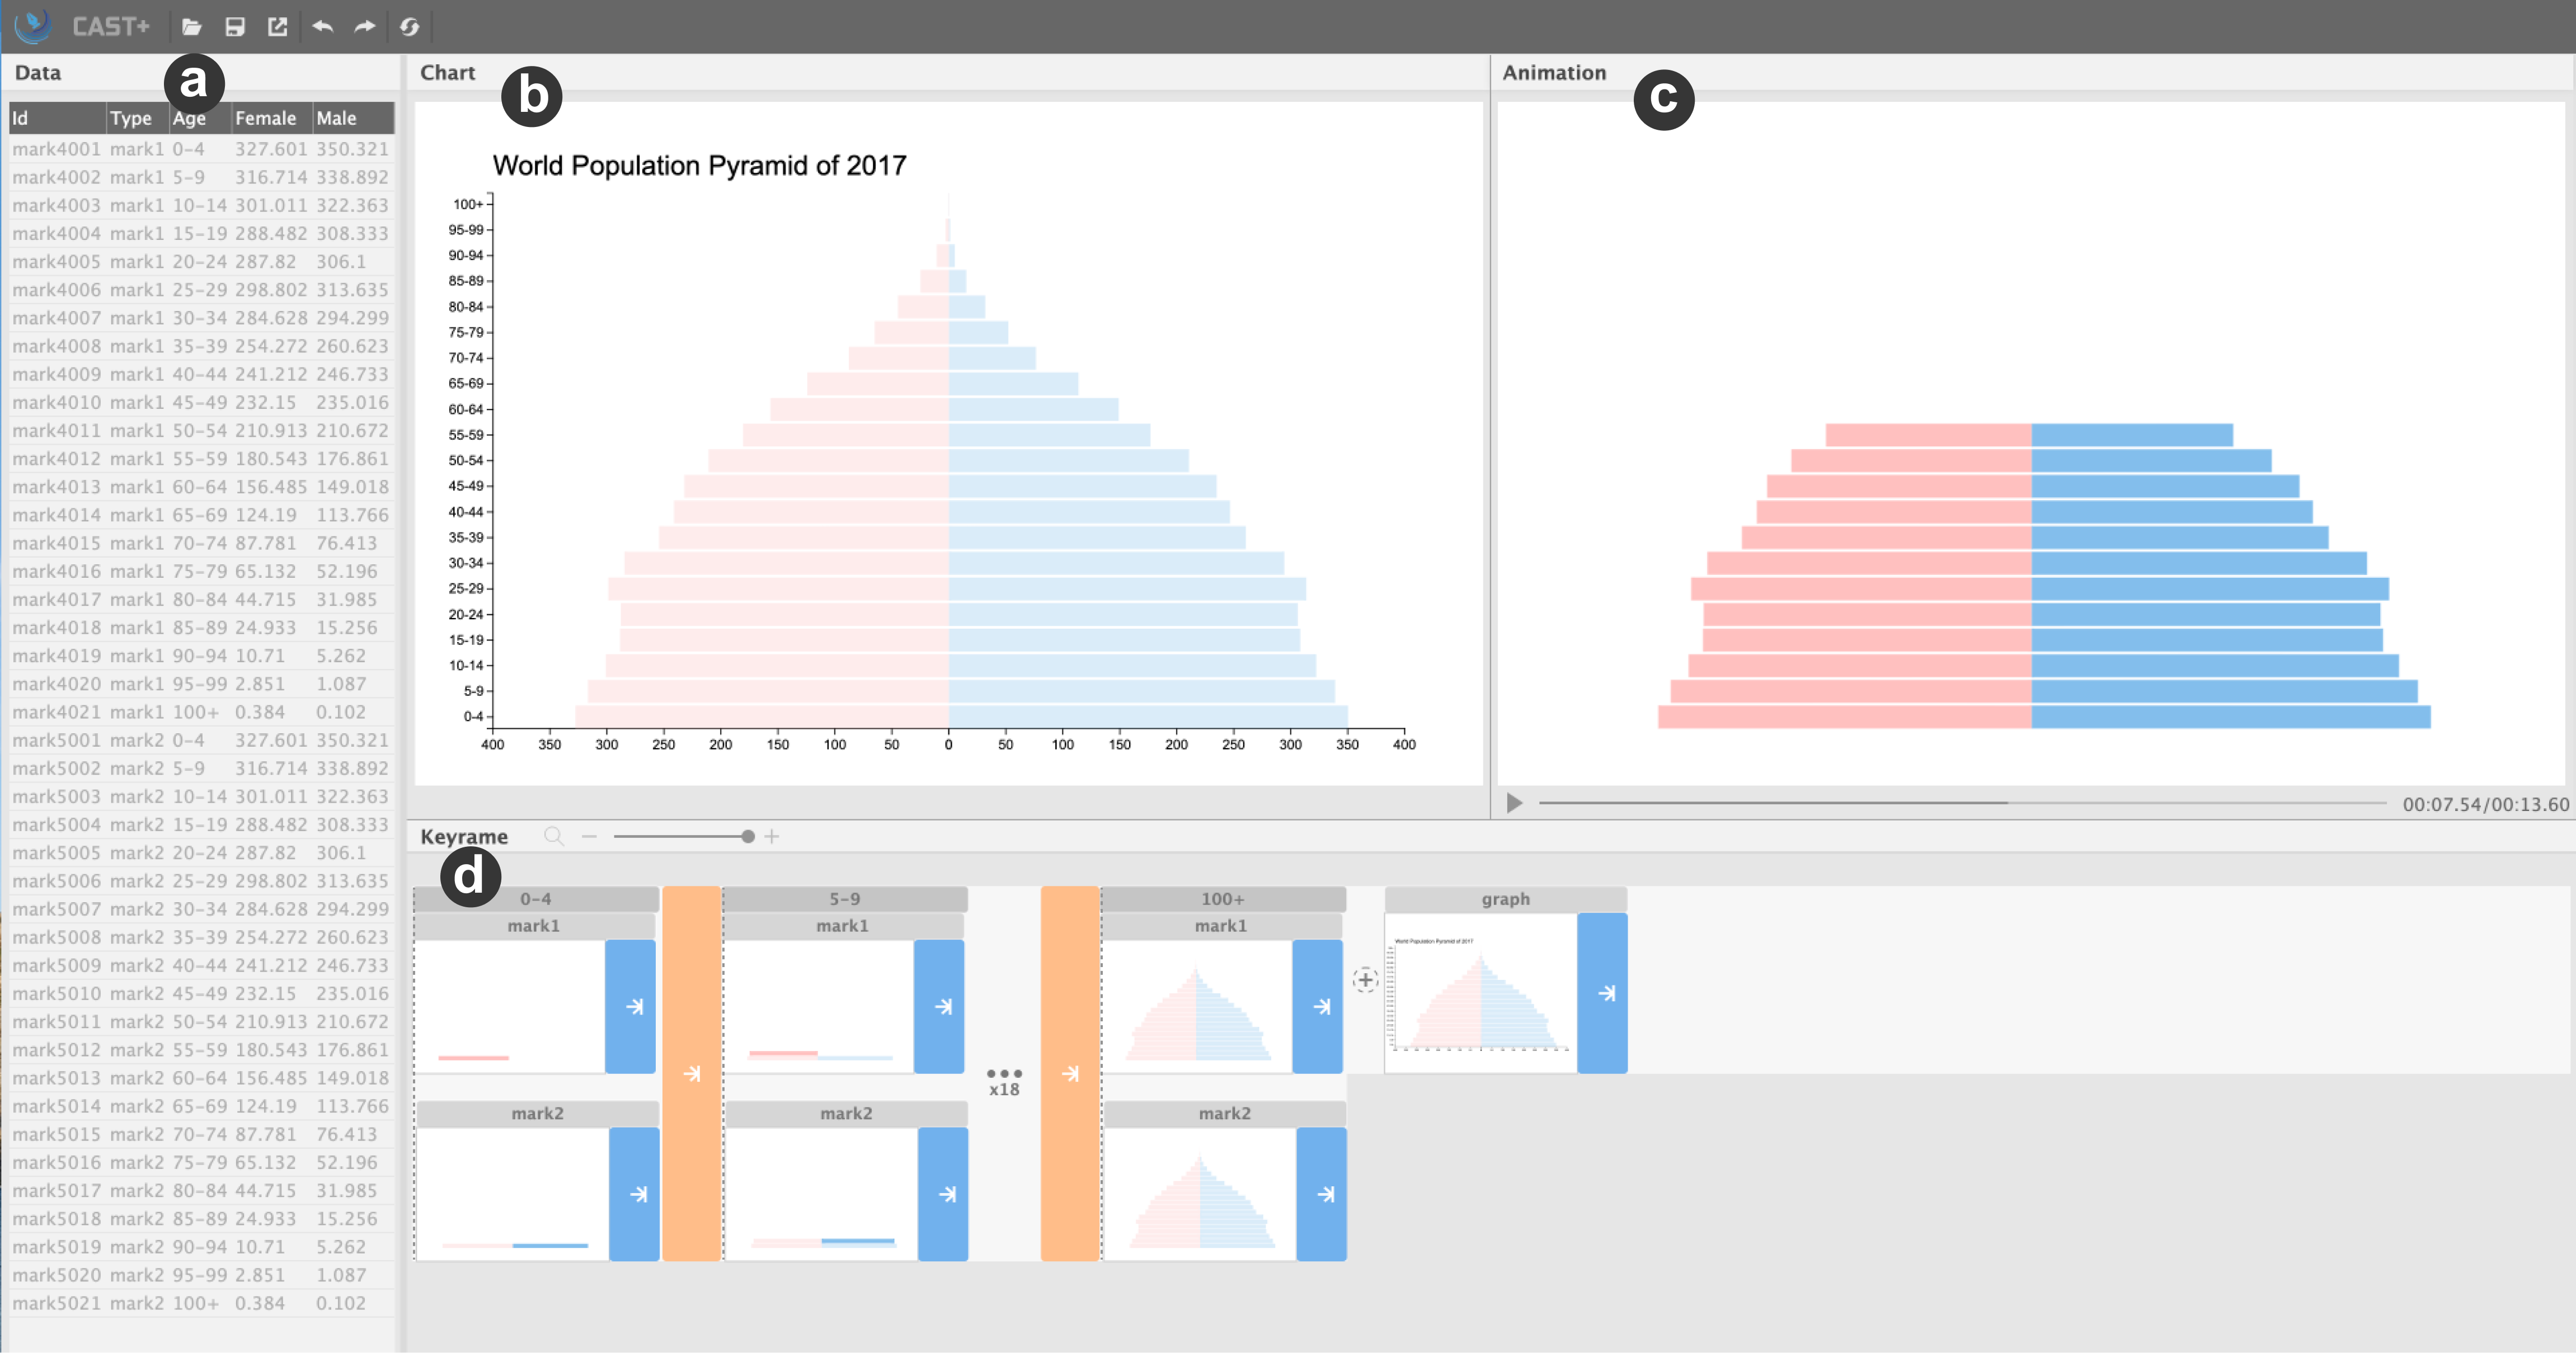 CAST+
Data
a
Id Type Age Female Male
mark4001 mark1 0-4 327.601 350.321
mark4002 mark1 5-9 316.714 338.892
mark4003 mark1 10-14 301.011 322.363
mark4004 mark1 15-19 288.482 308.333
mark4005 mark1 20-24 287.82 306.1
mark4006 mark1 25-29 298.802 313.635
mark4007 mark1 30-34 284.628 294.299
mark4008 mark1 35-39 254.272 260.623
mark4009 mark1 40-44 241.212 246.733
mark4010 mark1 45-49 232.15 235.016
mark4011 mark1 50-54 210.913 210.672
mark4012 mark1 55-59 180.543 176.861
mark4013 mark1 60-64 156.485 149.018
mark4014 mark1 65-69 124.19 113.766
mark4015 mark1 70-74 87.781 76.413
mark4016 mark1 75-79 65.132 52.196
mark4017 mark1 80-84 44.715 31.985
mark4018 mark1 85-89 24.933 15.256
mark4019 mark1 90-94 10.71 5.262
mark4020 mark1 95-99 2.851 1.087
mark4021 mark1 100+ 0.384 0.102
mark5001 mark2 0-4 327.601 350.321
mark5002 mark2 5-9 316.714 338.892
mark5003 mark2 10-14 301.011 322.363
mark5004 mark2 15-19 288.482 308.333
mark5005 mark2 20-24 287.82 306.1
mark5006 mark2 25-29 298.802 313.635
mark5007 mark2 30-34 284.628 294.299
mark5008 mark2 35-39 254.272 260.623
mark5009 mark2 40-44 241.212 246.733
mark5010 mark2 45-49 232.15 235.016
mark5011 mark2 50-54 210.913 210.672
mark5012 mark2 55-59 180.543 176.861
mark5013 mark2 60-64 156.485 149.018
mark5014 mark2 65-69 124.19 113.766
mark5015 mark2 70-74 87.781 76.413
mark5016 mark2 75-79 65.132 52.196
mark5017 mark2 80-84 44.715 31.985
mark5018 mark2 85-89 24.933 15.256
mark5019 mark2 90-94 10.71 5.262
mark5020 mark2 95-99 2.851 1.087
mark5021 mark2 100+ 0.384 0.102
Chart
b
World Population Pyramid of 2017
100+
95-99
90-94
85-89
80-84
75-79
70-74
65-69
60-64
55-59
50-54
45-49
40-44
35-39
30-34
25-29
20-24
15-19
10-14
5-9
0-4
400 350 300 250 200 150 100 50 0 50 100 150 200 250 300 350 400
Animation
c
00:07.54/00:13.60
Keyrame
d
0-4 5-9 100+ graph
mark1 mark1 mark1
World Population Pyramid of 2017
x18
mark2 mark2 mark2